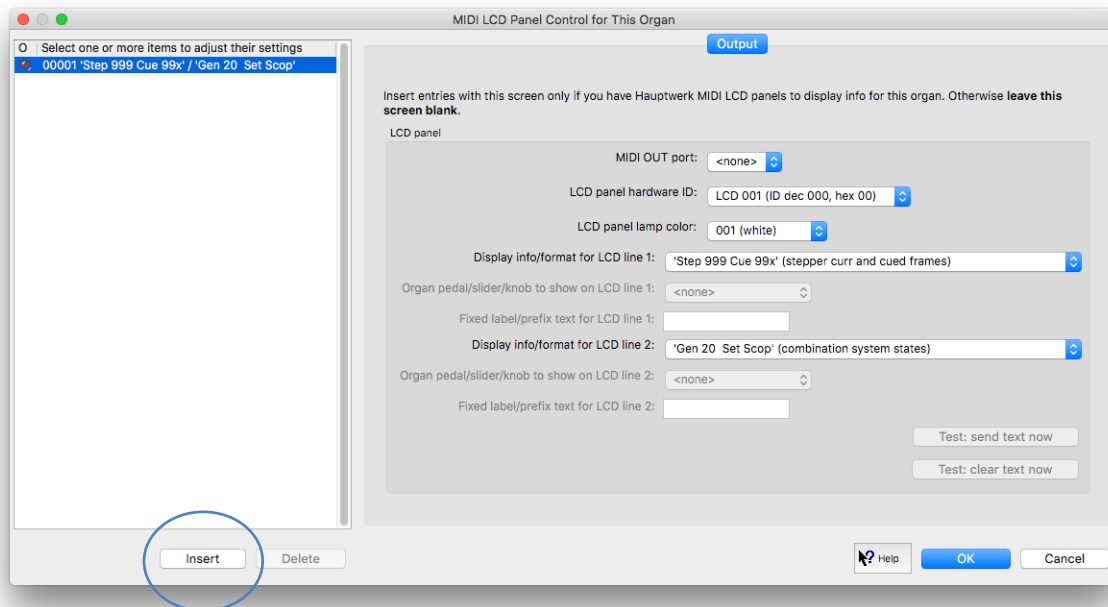 MIDI LCD Panel Control for This Organ
O Select one or more items to adjust their settings
00001 'Step 999 Cue 99x' / 'Gen 20  Set Scop'
Output
Insert entries with this screen only if you have Hauptwerk MIDI LCD panels to display info for this organ. Otherwise leave this
screen blank.
LCD panel
MIDI OUT port: <none>
LCD panel hardware ID: LCD 001 (ID dec 000, hex 00)
LCD panel lamp color: 001 (white)
Display info/format for LCD line 1: 'Step 999 Cue 99x' (stepper curr and cued frames)
Organ pedal/slider/knob to show on LCD line 1: <none>
Fixed label/prefix text for LCD line 1:
Display info/format for LCD line 2: 'Gen 20  Set Scop' (combination system states)
Organ pedal/slider/knob to show on LCD line 2: <none>
Fixed label/prefix text for LCD line 2:
Test: send text now
Test: clear text now
Insert Delete ? Help OK Cancel